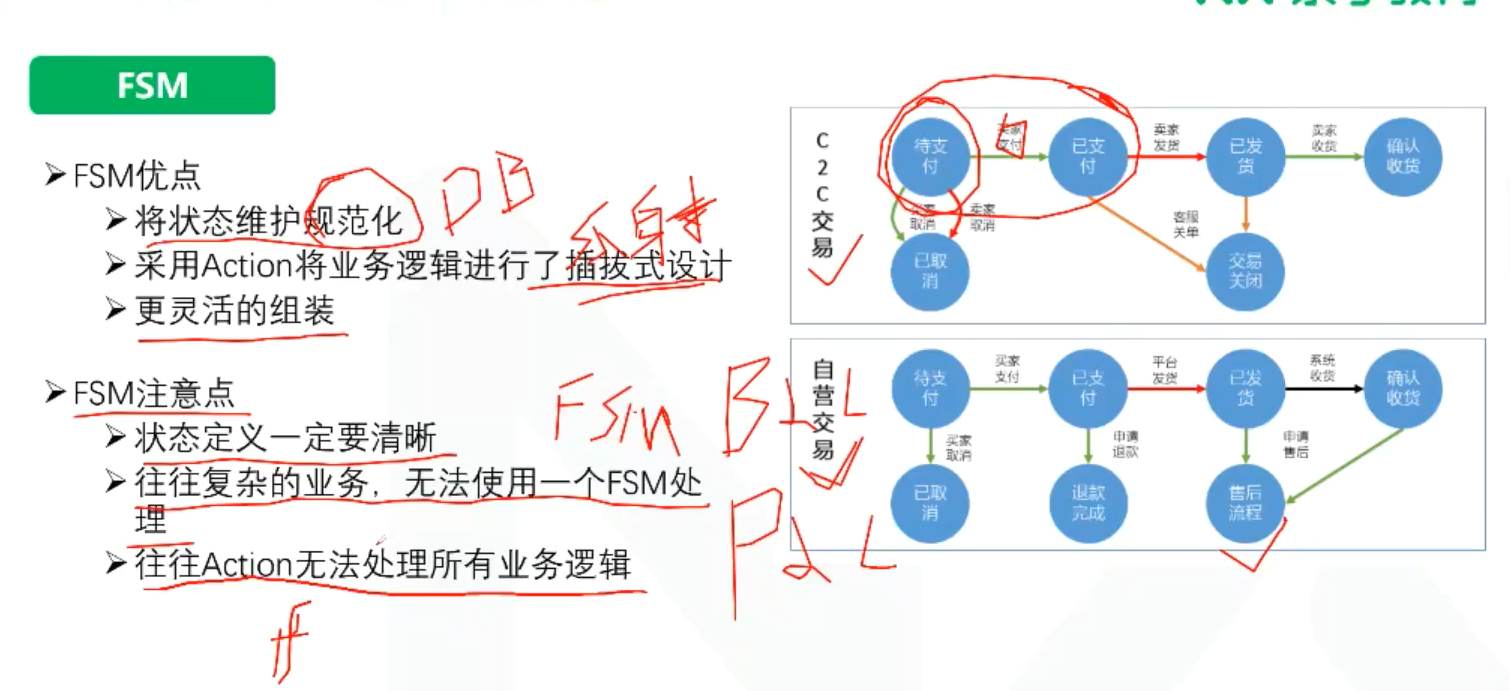 FSM
FSM优点
将状态维护规范化
采用Action将业务逻辑进行了插拔式设计
更灵活的组装
FSM注意点
状态定义一定要清晰
往往复杂的业务，无法使用一个FSM处
理
往往Action无法处理所有业务逻辑
DB
FSM
C2C交易
待支
付
买家
支付
已支
付
卖家
发货
已发
货
卖家
收货
确认
收货
买家
取消
卖家
取消
客服
关单
已取
消
交易
关闭
自营交易
待支
付
买家
支付
已支
付
平台
发货
已发
货
系统
收货
确认
收货
买家
取消
申请
退款
申请
售后
已取
消
退款
完成
售后
流程